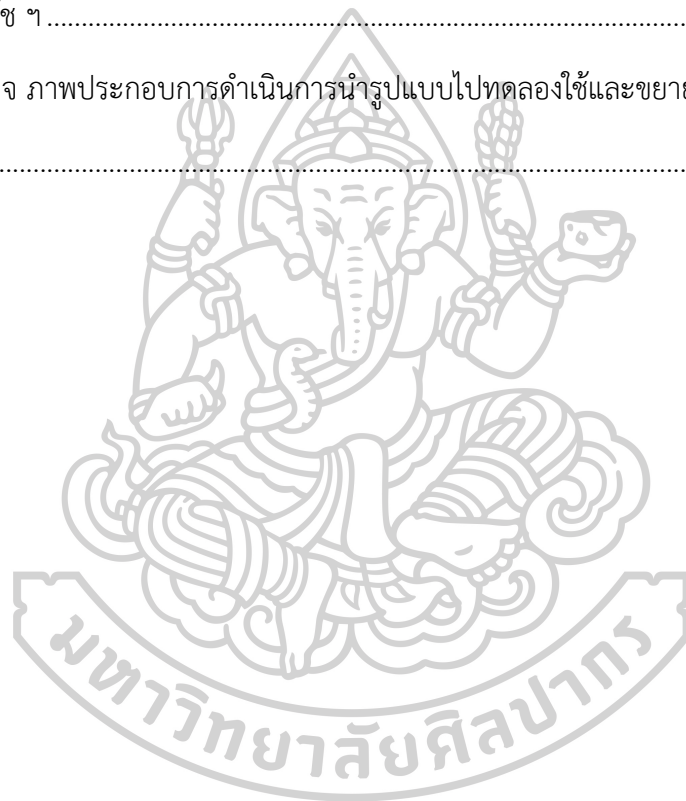 ช ฯ ........................................................................................
จ ภาพประกอบการดำเนินการนำรูปแบบไปทดลองใช้และขยาย
........................................................................................
มหาวิทยาลัยศิลปากร